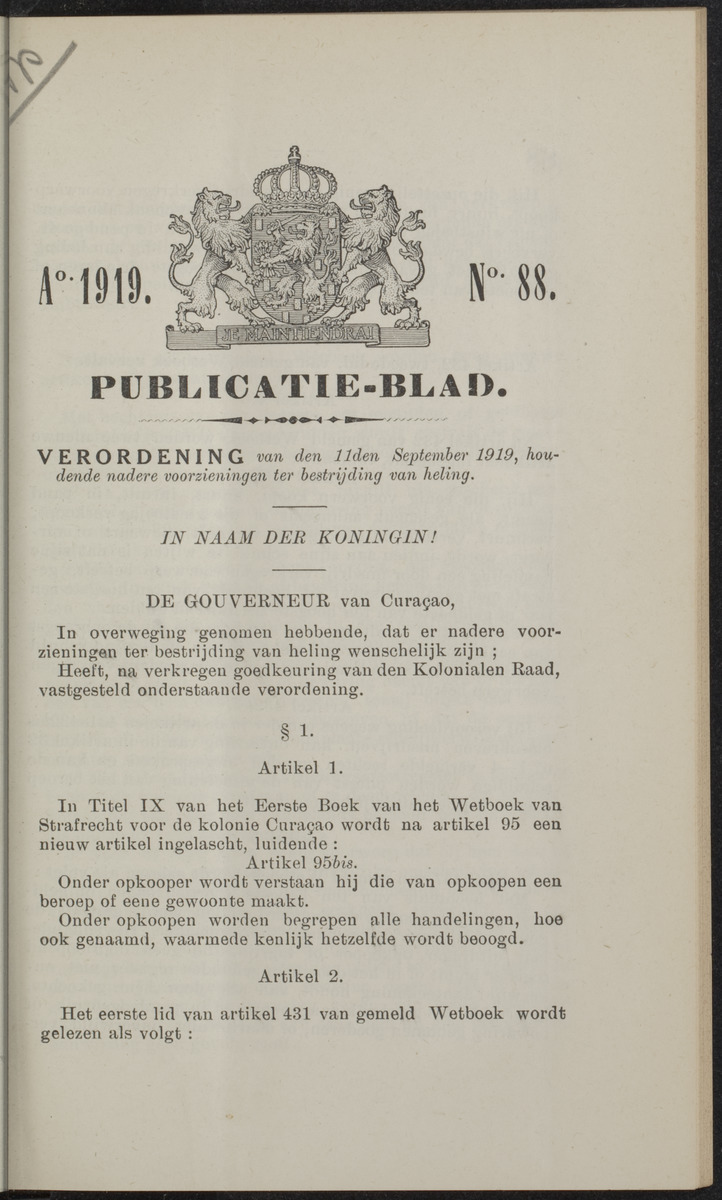 Ao. 1919.
No. 88.
JE MAINTIENDRAI
PUBLICATIE-BLAD.
VERORDENING van den 11den September 1919, hou-
dende nadere voorzieningen ter bestrijding van heling.
IN NAAM DER KONINGIN!
DE GOUVERNEUR van Curaçao,
In overweging genomen hebbende, dat er nadere voor-
zieningen ter bestrijding van heling wenschelijk zijn ;
Heeft, na verkregen goedkeuring van den Kolonialen Raad,
vastgesteld onderstaande verordening.
§ 1.
Artikel 1.
In Titel IX van het Eerste Boek van het Wetboek van
Strafrecht voor de kolonie Curaçao wordt na artikel 95 een
nieuw artikel ingelascht, luidende :
Artikel 95bis.
Onder opkooper wordt verstaan hij die van opkoopen een
beroep of eene gewoonte maakt.
Onder opkoopen worden begrepen alle handelingen, hoe
ook genaamd, waarmede kenlijk hetzelfde wordt beoogd.
Artikel 2.
Het eerste lid van artikel 431 van gemeld Wetboek wordt
gelezen als volgt :